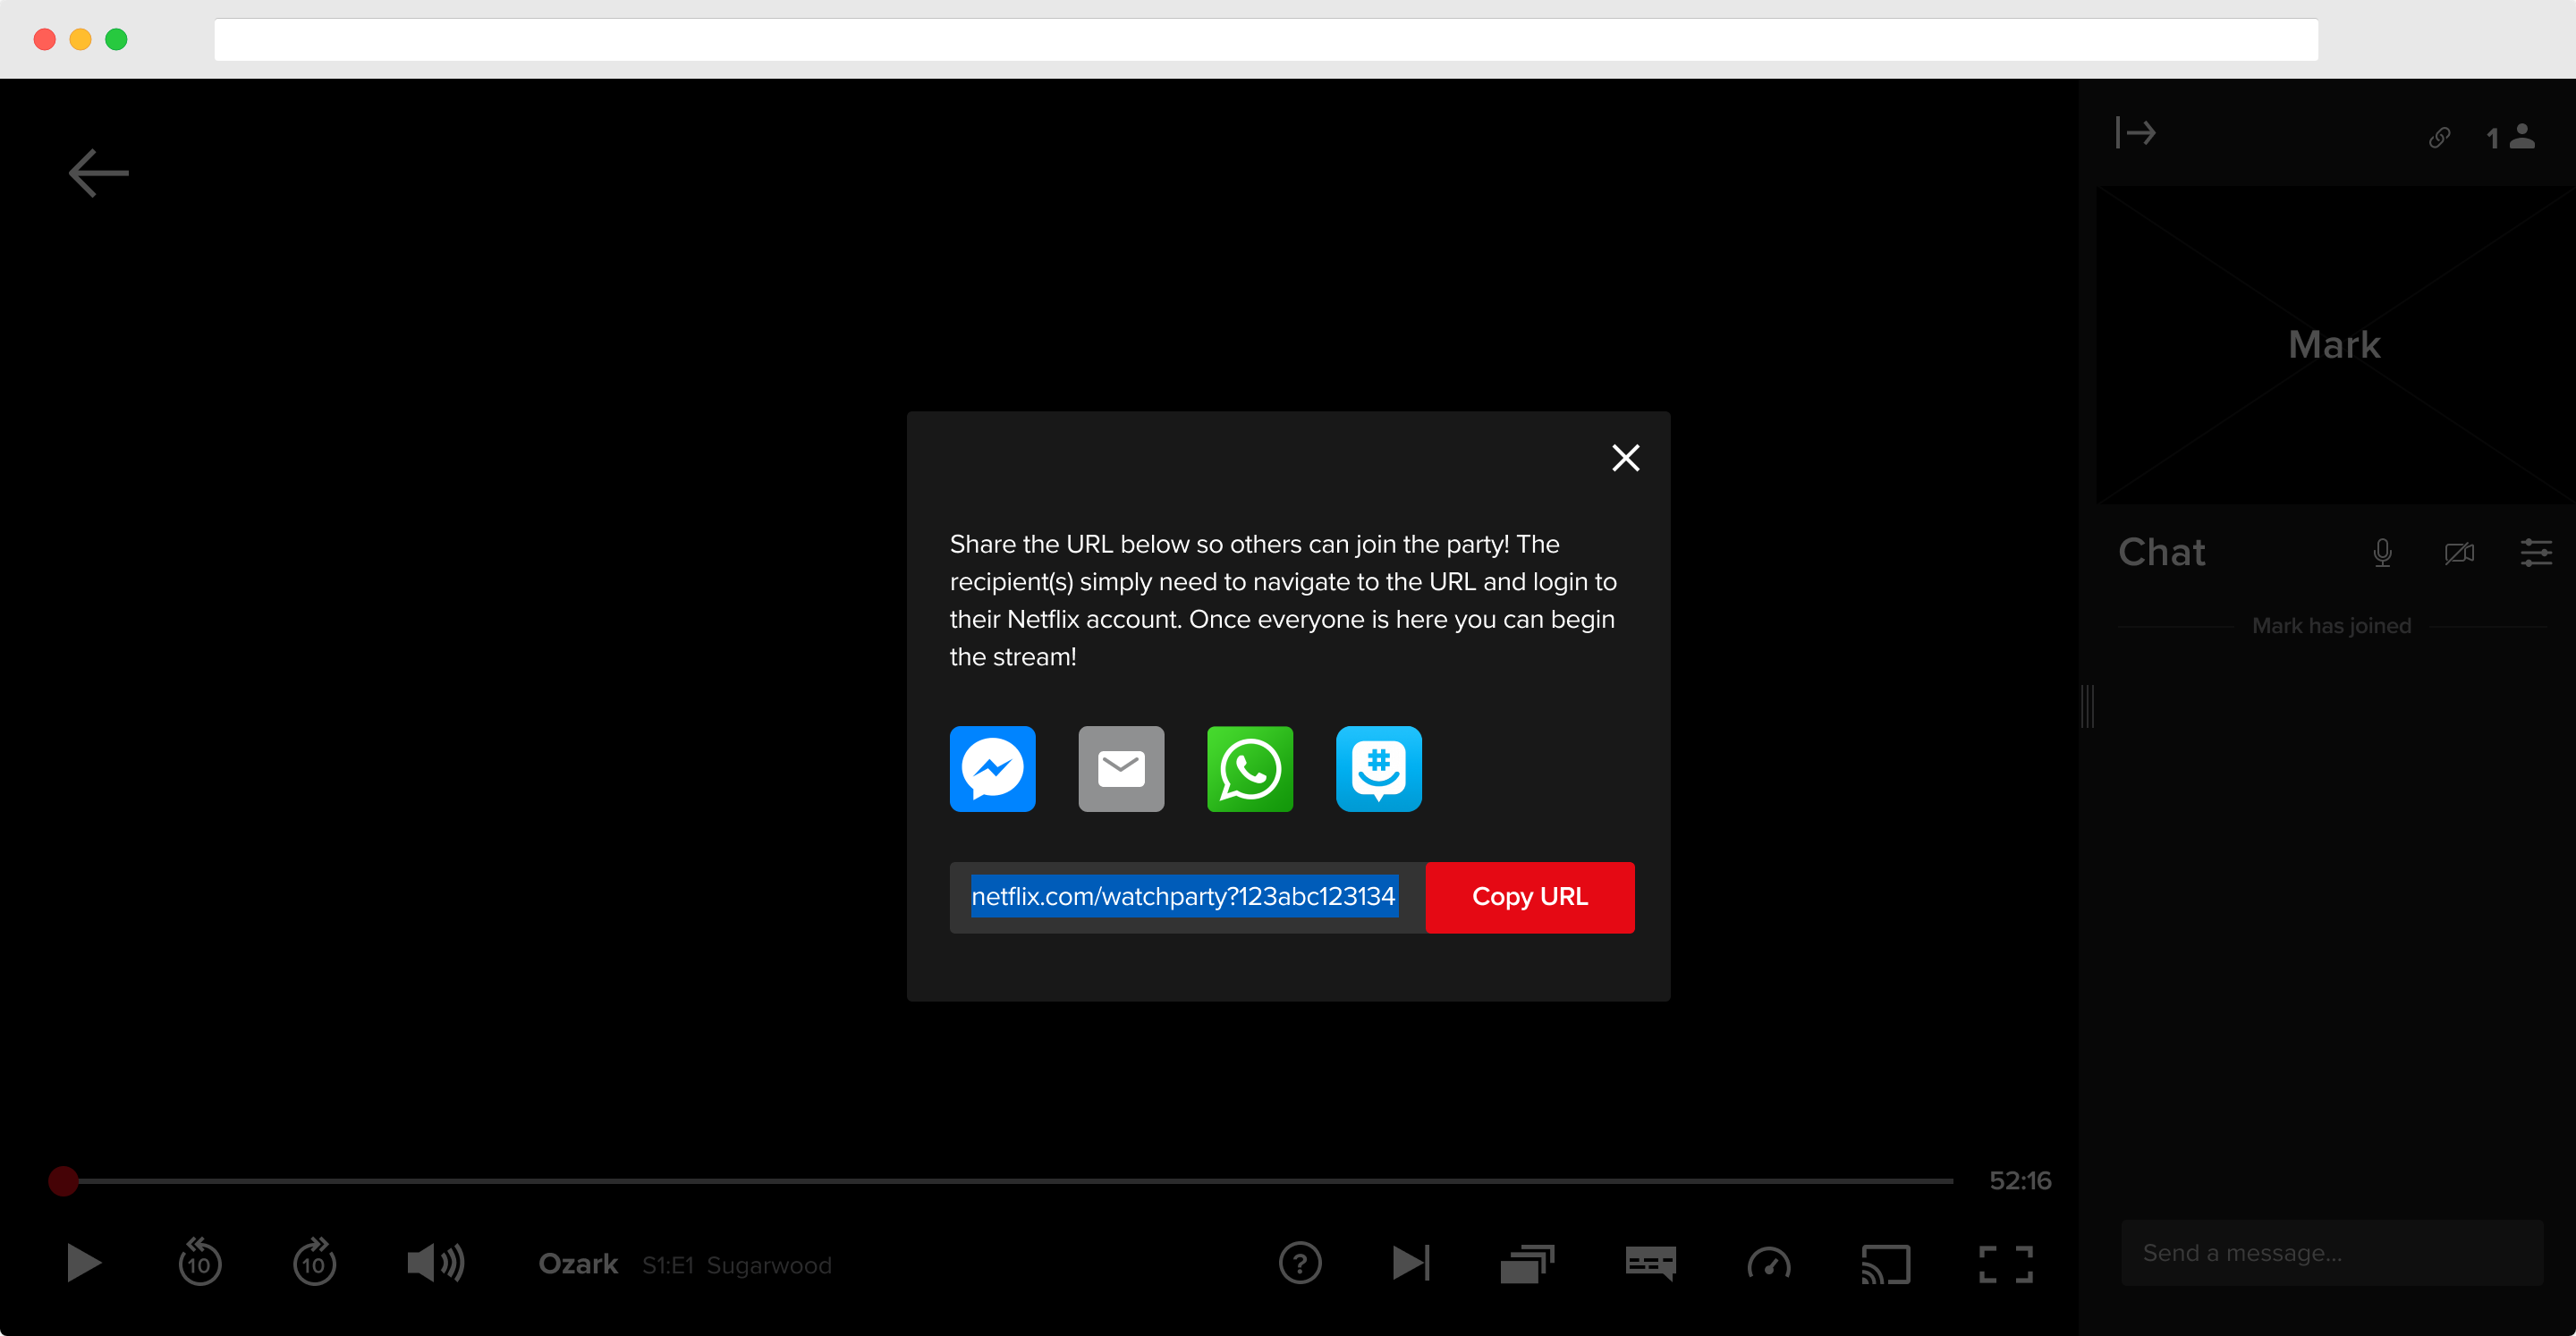 1
Mark
Share the URL below so others can join the party! The
recipient(s) simply need to navigate to the URL and login to
their Netflix account. Once everyone is here you can begin
the stream!
Chat
Mark has joined
netflix.com/watchparty?123abc123134
Copy URL
52:16
10
10
Ozark S1:E1 Sugarwood
?
Send a message...